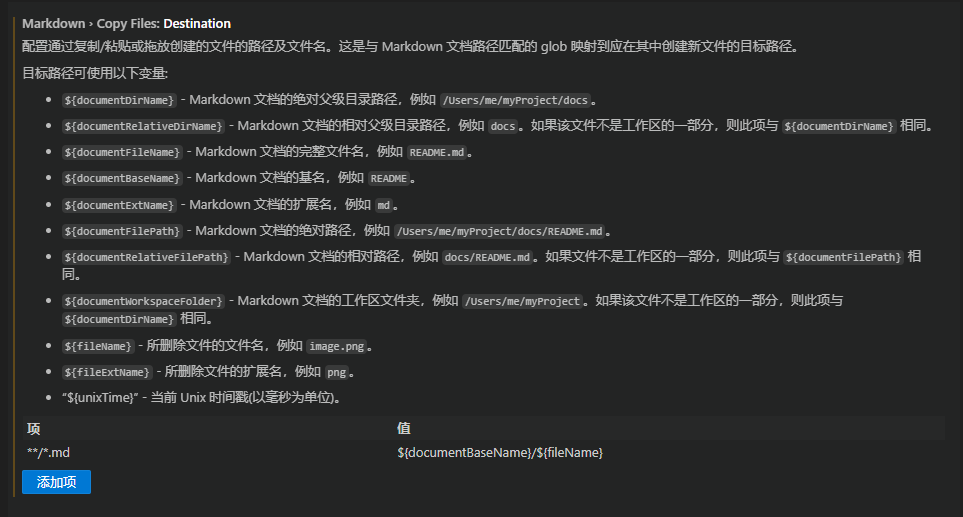 Markdown › Copy Files: Destination
配置通过复制/粘贴或拖放创建的文件的路径及文件名。这是与 Markdown 文档路径匹配的 glob 映射到应在其中创建新文件的目标路径。
目标路径可使用以下变量:
• ${documentDirName} - Markdown 文档的绝对父级目录路径，例如 /Users/me/myProject/docs。
• ${documentRelativeDirName} - Markdown 文档的相对父级目录路径，例如 docs。如果该文件不是工作区的一部分，则此项与 ${documentDirName} 相同。
• ${documentFileName} - Markdown 文档的完整文件名，例如 README.md。
• ${documentBaseName} - Markdown 文档的基名，例如 README。
• ${documentExtName} - Markdown 文档的扩展名，例如 md。
• ${documentFilePath} - Markdown 文档的绝对路径，例如 /Users/me/myProject/docs/README.md。
• ${documentRelativeFilePath} - Markdown 文档的相对路径，例如 docs/README.md。如果文件不是工作区的一部分，则此项与 ${documentFilePath} 相
同。
• ${documentWorkspaceFolder} - Markdown 文档的工作区文件夹，例如 /Users/me/myProject。如果该文件不是工作区的一部分，则此项与
${documentDirName} 相同。
• ${fileName} - 所删除文件的文件名，例如 image.png。
• ${fileExtName} - 所删除文件的扩展名，例如 png。
• “${unixTime}” - 当前 Unix 时间戳(以毫秒为单位)。
项 值
**/*.md ${documentBaseName}/${fileName}
添加项